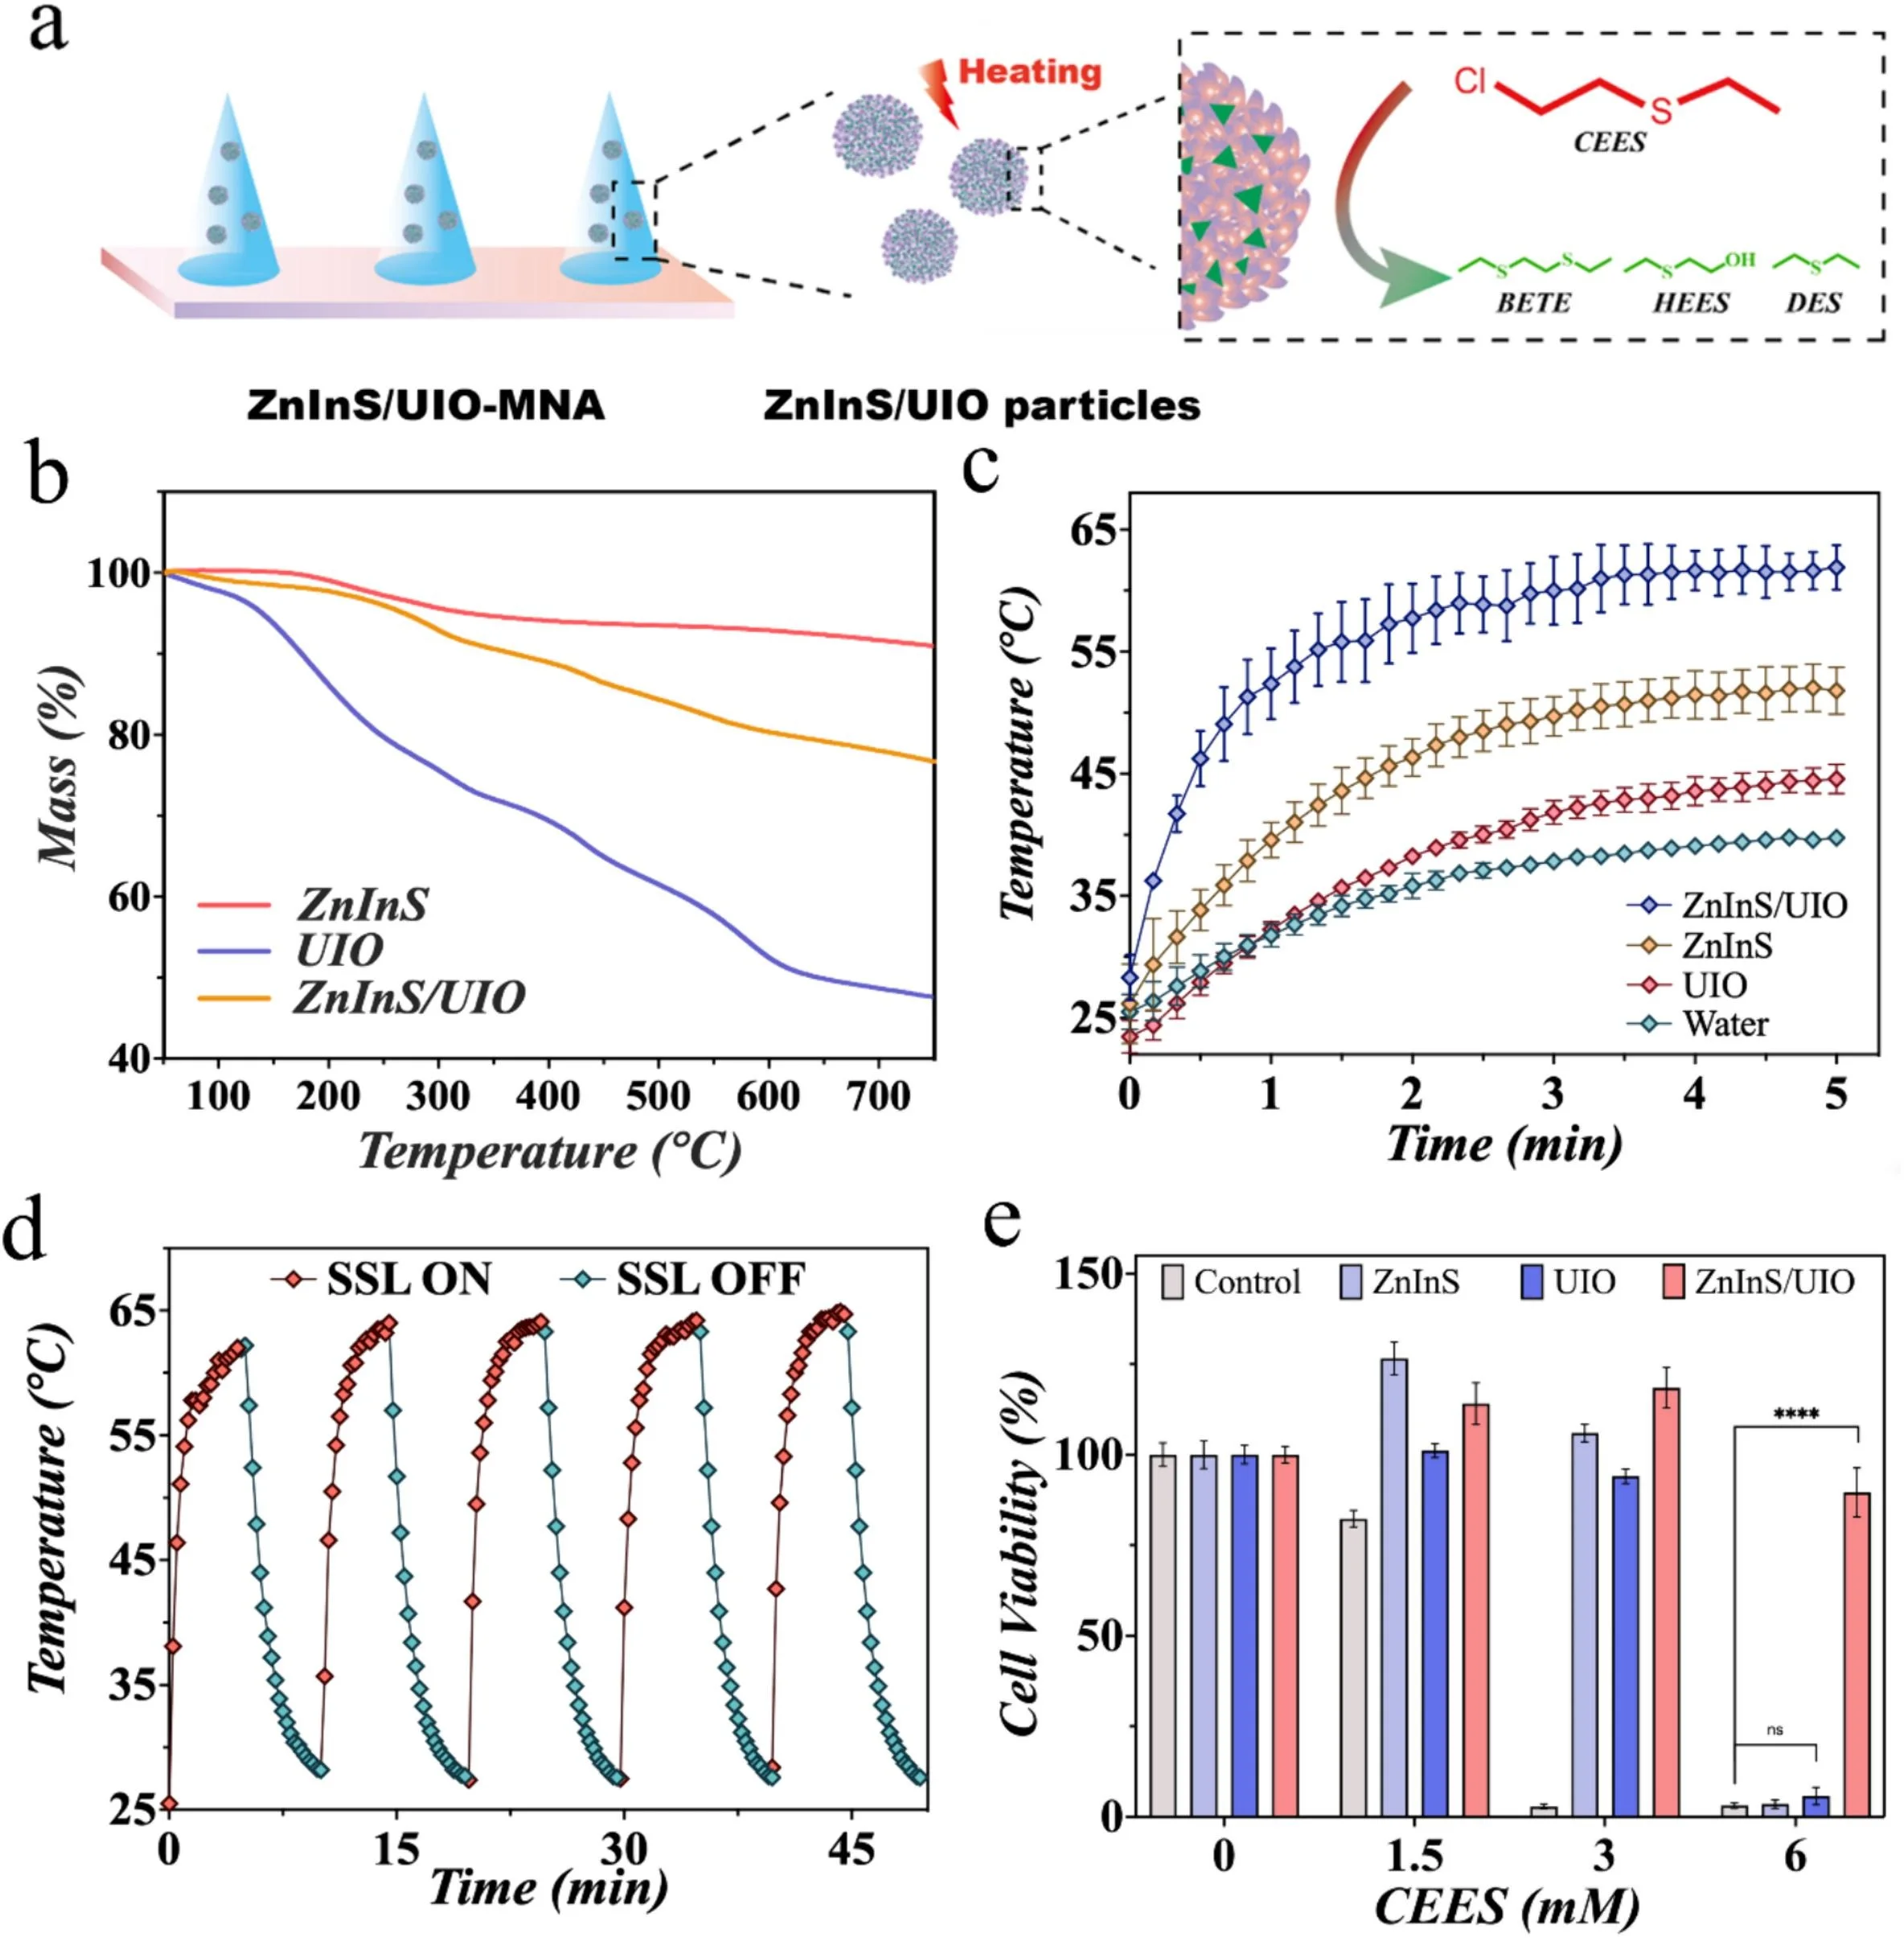 a
Heating
Cl
S
CEES
S S
S OH
S
BETE HEES DES
ZnInS/UIO-MNA ZnInS/UIO particles
b
100
80
60
40
Mass (%)
ZnInS
UIO
ZnInS/UIO
100 200 300 400 500 600 700
Temperature (°C)
c
65
55
45
35
25
Temperature (°C)
ZnInS/UIO
ZnInS
UIO
Water
0 1 2 3 4 5
Time (min)
d
SSL ON SSL OFF
65
55
45
35
25
Temperature (°C)
0 15 30 45
Time (min)
e
150
100
50
0
Cell Viability (%)
Control ZnInS UIO ZnInS/UIO
****
ns
0 1.5 3 6
CEES (mM)